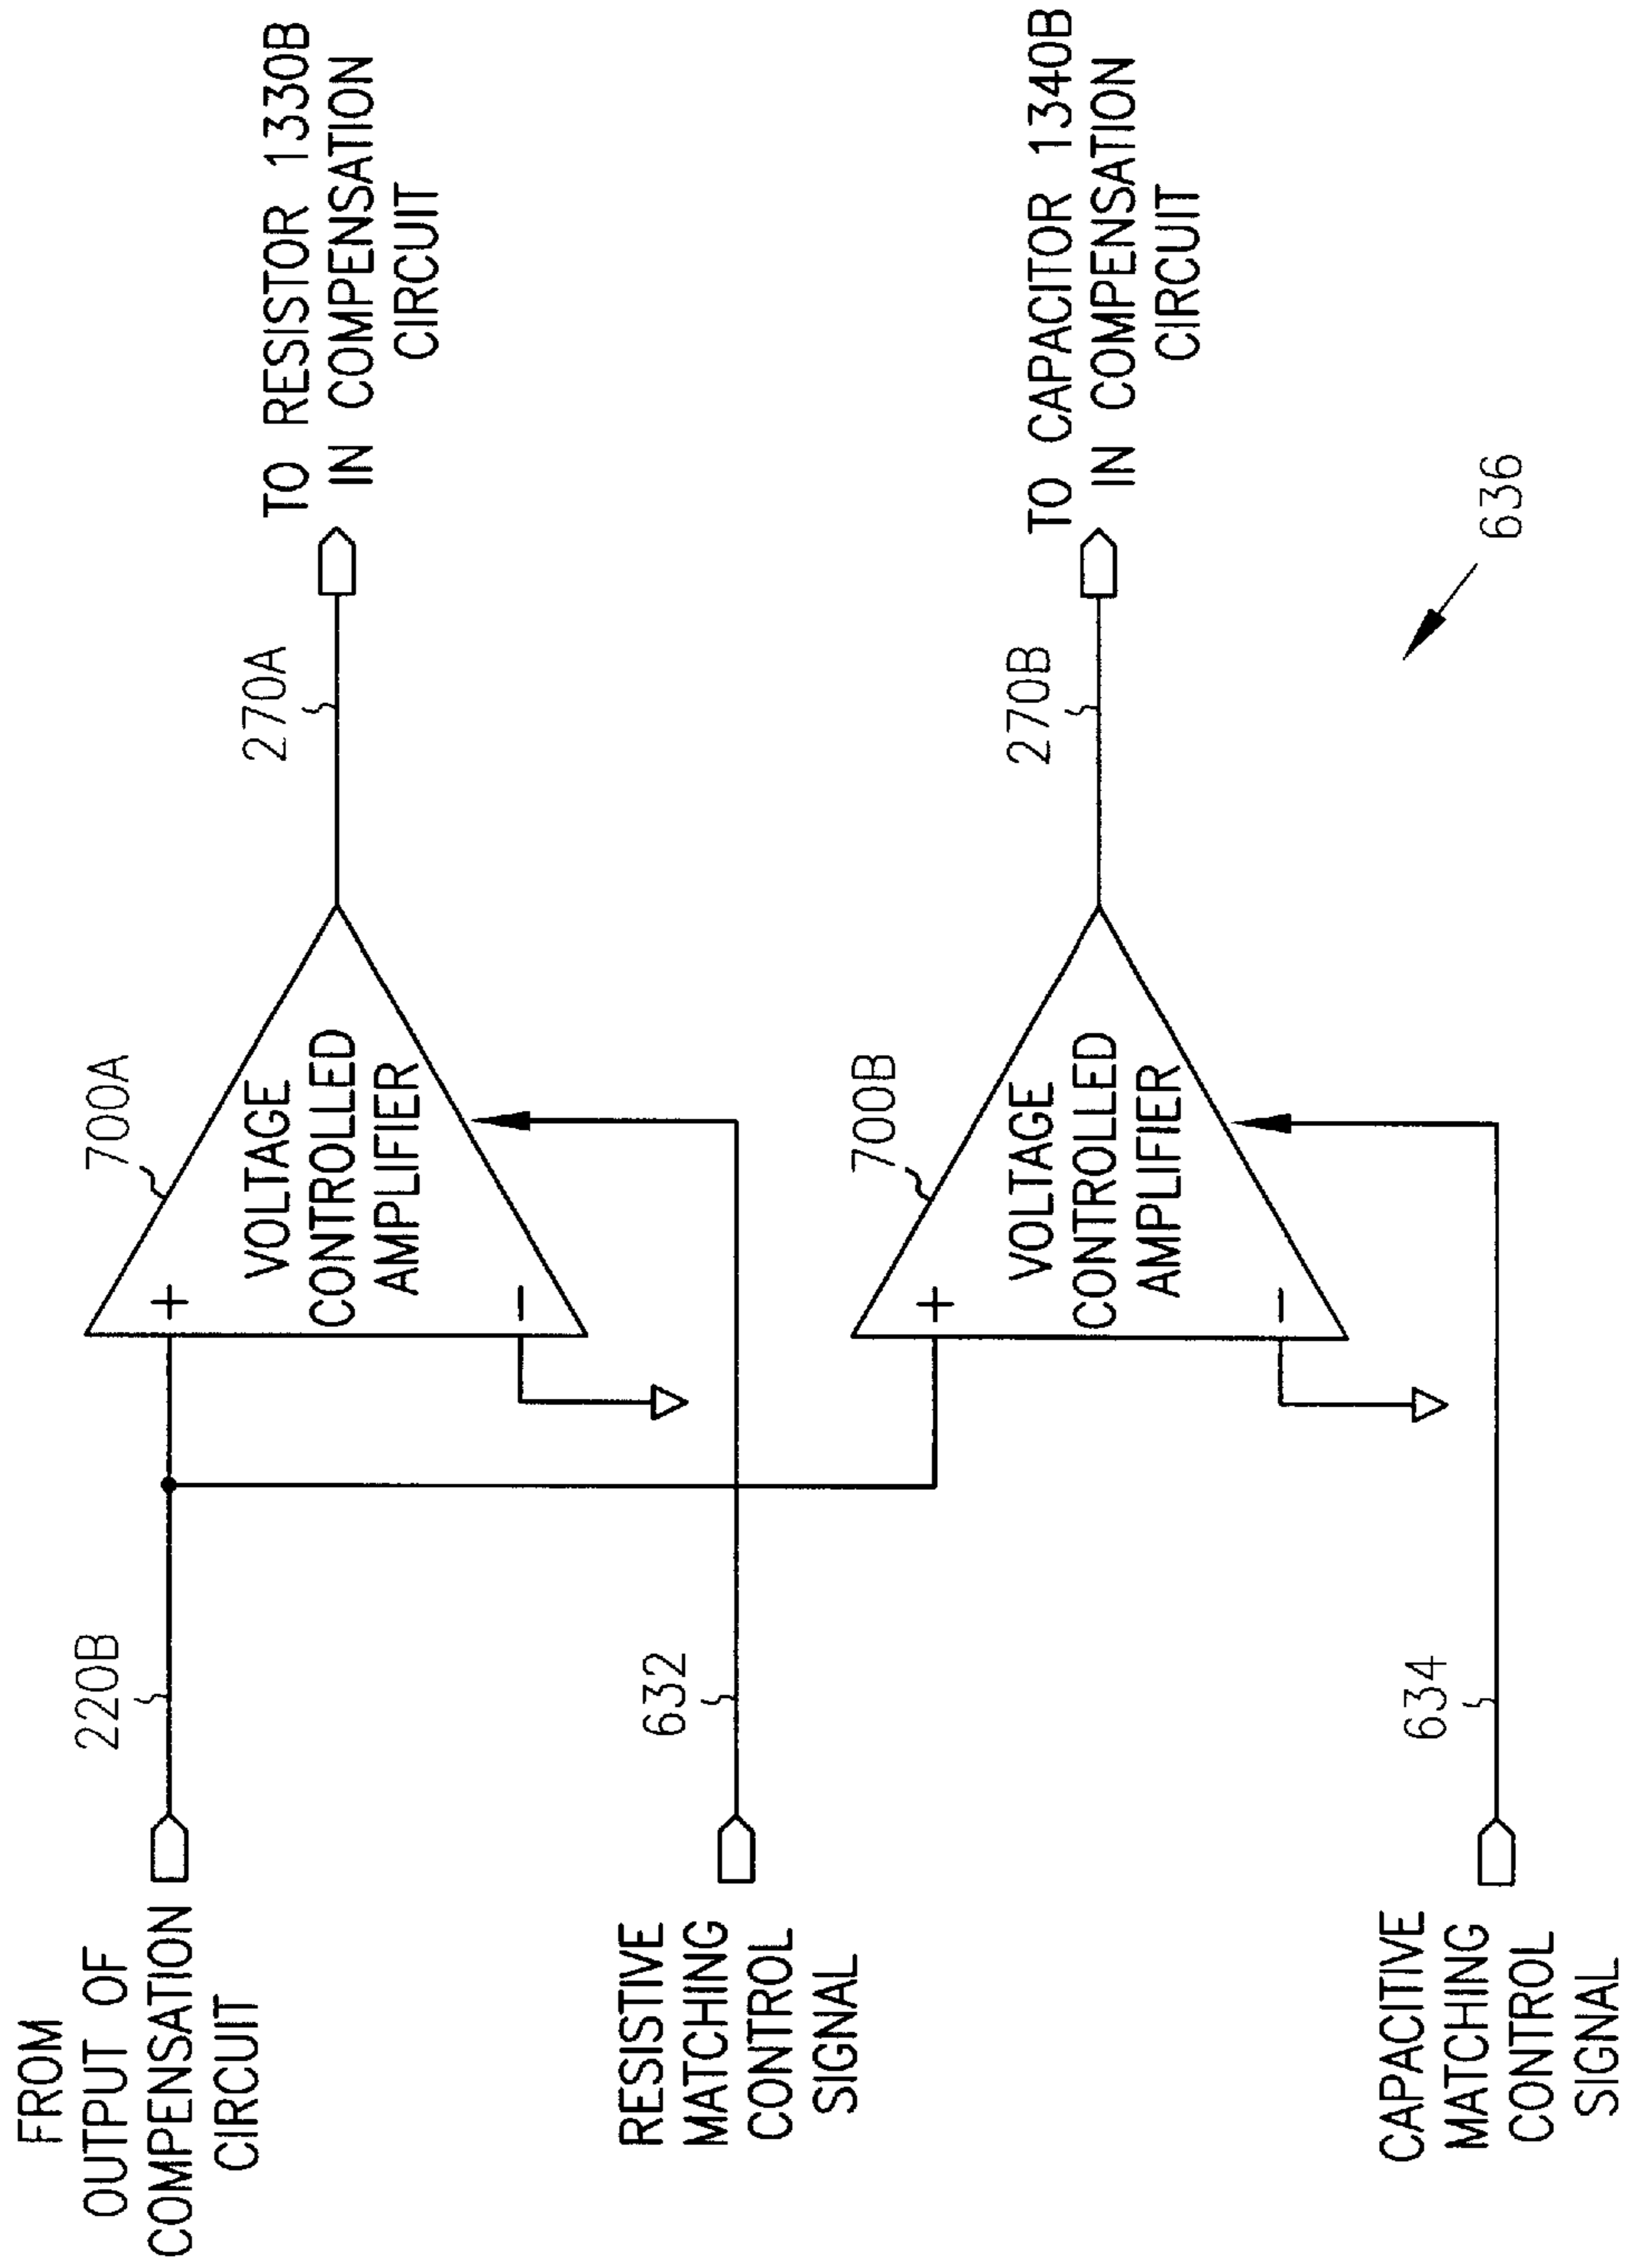 FROM
OUTPUT OF
COMPENSATION
CIRCUIT
220B
700A
+
VOLTAGE
CONTROLLED
AMPLIFIER
−
270A
TO RESISTOR 1330B
IN COMPENSATION
CIRCUIT
RESISTIVE
MATCHING
CONTROL
SIGNAL
632
700B
+
VOLTAGE
CONTROLLED
AMPLIFIER
−
270B
TO CAPACITOR 1340B
IN COMPENSATION
CIRCUIT
CAPACITIVE
MATCHING
CONTROL
SIGNAL
634
636